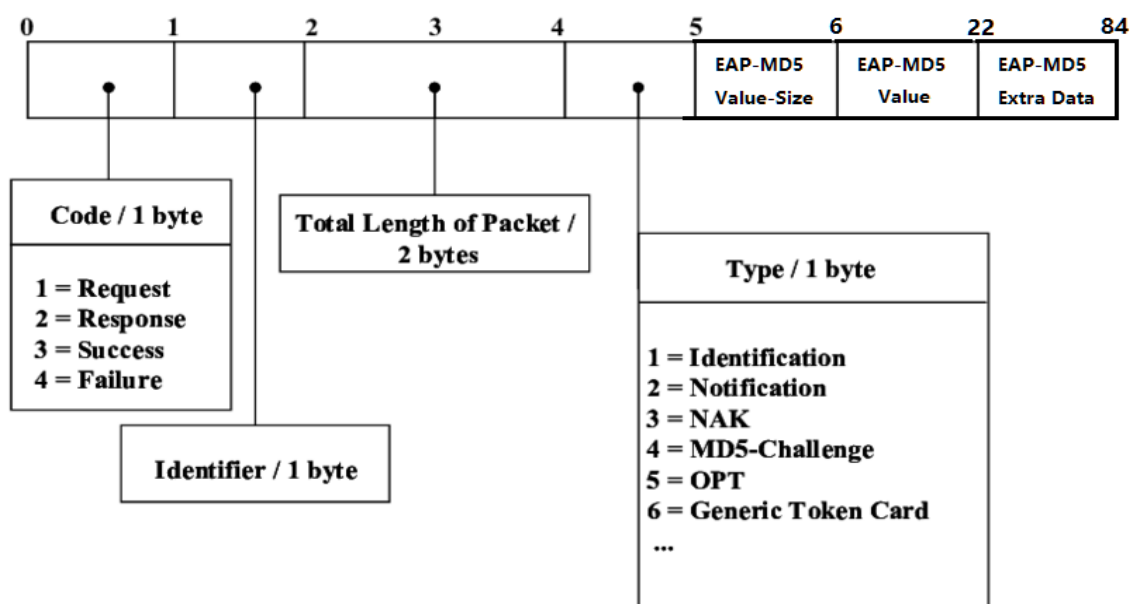 0 1 2 3 4 5 6 22 84
EAP-MD5 EAP-MD5 EAP-MD5
Value-Size Value Extra Data
Code / 1 byte
1 = Request
2 = Response
3 = Success
4 = Failure
Identifier / 1 byte
Total Length of Packet /
2 bytes
Type / 1 byte
1 = Identification
2 = Notification
3 = NAK
4 = MD5-Challenge
5 = OPT
6 = Generic Token Card
...